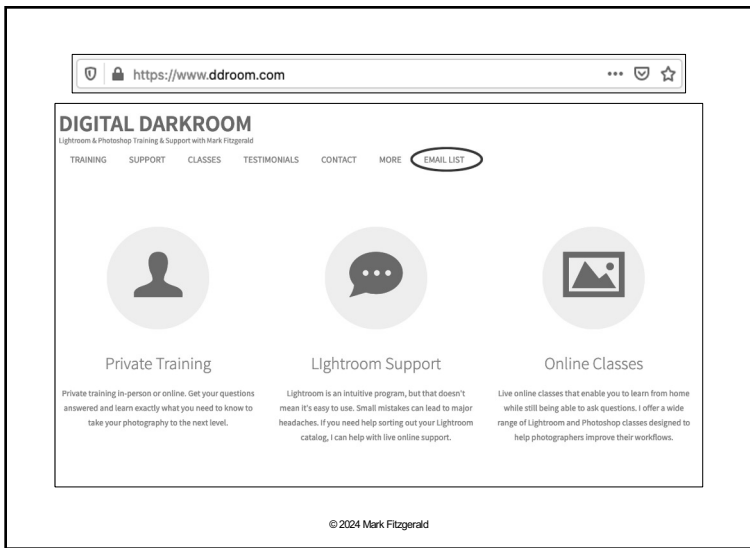 https://www.ddroom.com
DIGITAL DARKROOM
Lightroom & Photoshop Training & Support with Mark Fitzgerald
TRAINING SUPPORT CLASSES TESTIMONIALS CONTACT MORE EMAIL LIST
Private Training
Private training in-person or online. Get your questions
answered and learn exactly what you need to know to
take your photography to the next level.
LIghtroom Support
Lightroom is an intuitive program, but that doesn't
mean it's easy to use. Small mistakes can lead to major
headaches. If you need help sorting out your Lightroom
catalog, I can help with live online support.
Online Classes
Live online classes that enable you to learn from home
while still being able to ask questions. I offer a wide
range of Lightroom and Photoshop classes designed to
help photographers improve their workflows.
© 2024 Mark Fitzgerald